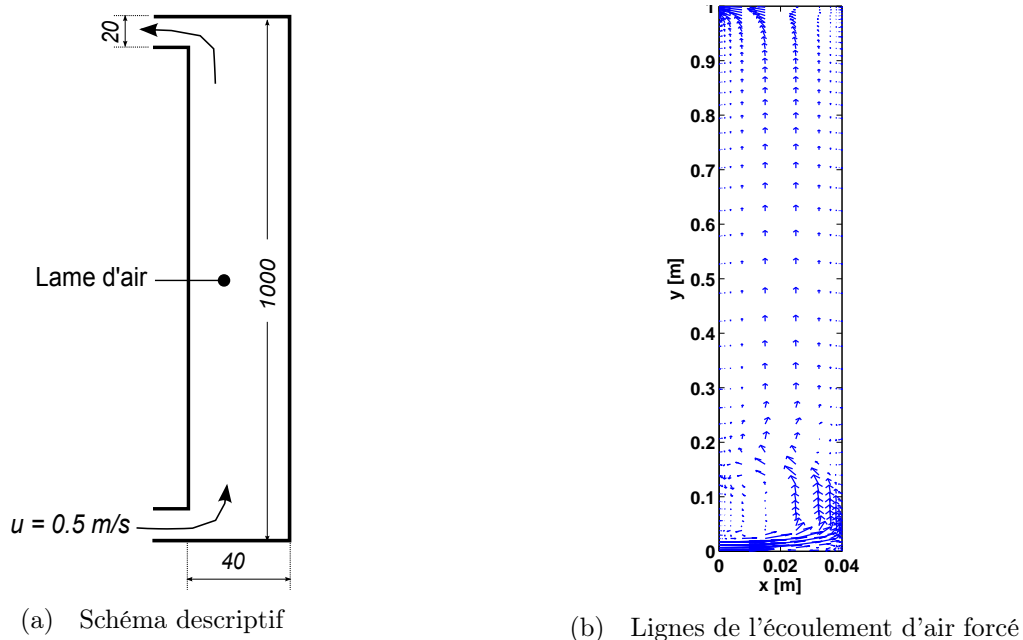 20
Lame d'air
1000
u = 0.5 m/s
40
(a) Schéma descriptif
1
0.9
0.8
0.7
0.6
0.5
0.4
0.3
0.2
0.1
0
y [m]
0 0.02 0.04
x [m]
(b) Lignes de l'écoulement d'air forcé